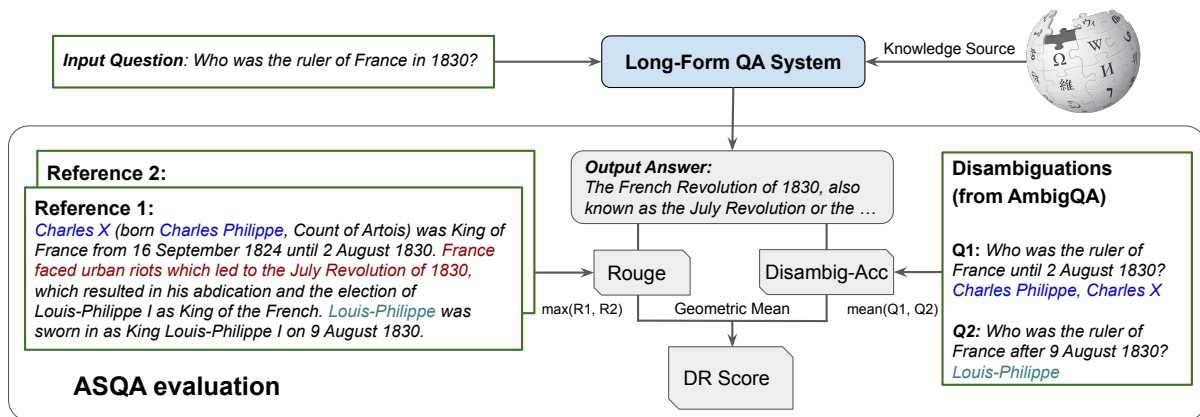 Input Question: Who was the ruler of France in 1830?
Long-Form QA System
Knowledge Source
Ω
W
И
維
Reference 2:
Reference 1:
Charles X (born Charles Philippe, Count of Artois) was King of
France from 16 September 1824 until 2 August 1830. France
faced urban riots which led to the July Revolution of 1830,
which resulted in his abdication and the election of
Louis-Philippe I as King of the French. Louis-Philippe was
sworn in as King Louis-Philippe I on 9 August 1830.
Output Answer:
The French Revolution of 1830, also
known as the July Revolution or the …
Rouge
Disambig-Acc
max(R1, R2)
Geometric Mean
mean(Q1, Q2)
DR Score
Disambiguations
(from AmbigQA)
Q1: Who was the ruler of
France until 2 August 1830?
Charles Philippe, Charles X
Q2: Who was the ruler of
France after 9 August 1830?
Louis-Philippe
ASQA evaluation